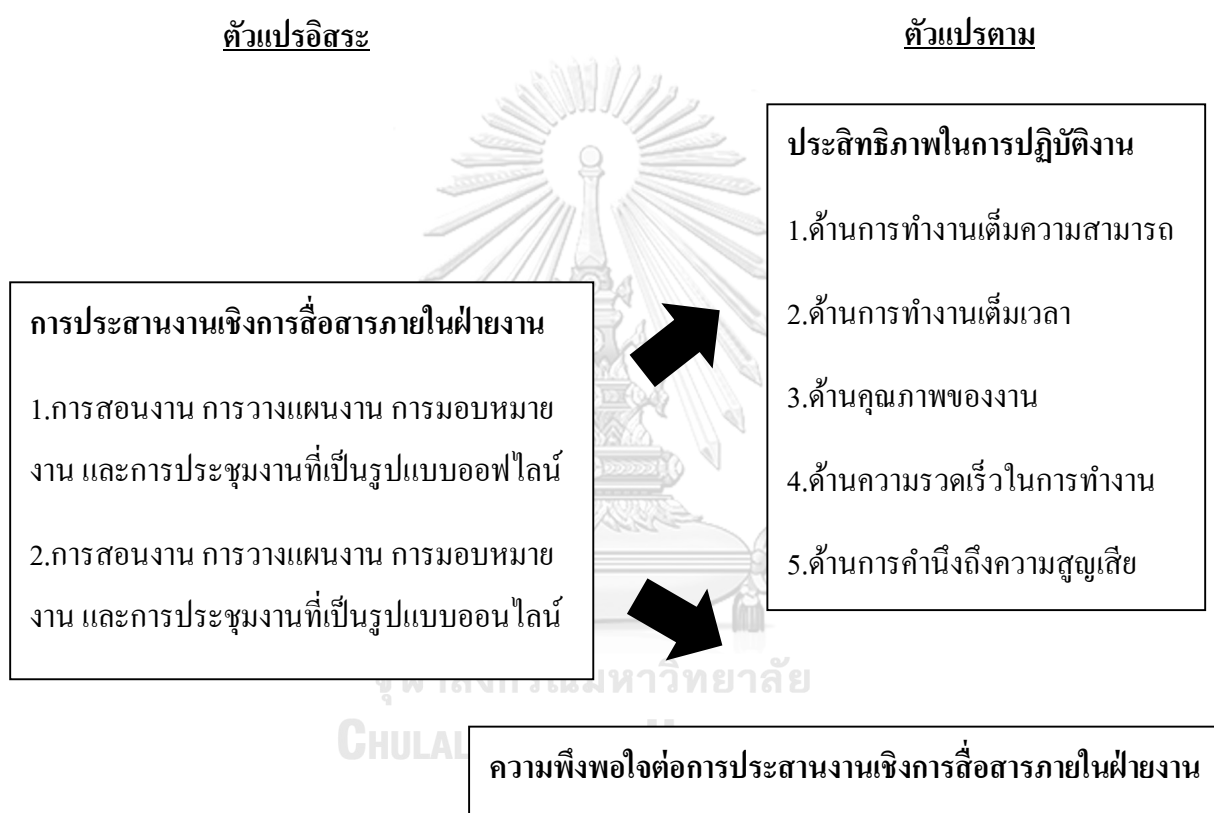 ตัวแปรอิสระ
ตัวแปรตาม
การประสานงานเชิงการสื่อสารภายในฝ่ายงาน
1.การสอนงาน การวางแผนงาน การมอบหมาย
งาน และการประชุมงานที่เป็นรูปแบบออฟไลน์
2.การสอนงาน การวางแผนงาน การมอบหมาย
งาน และการประชุมงานที่เป็นรูปแบบออนไลน์
ประสิทธิภาพในการปฏิบัติงาน
1.ด้านการทำงานเต็มความสามารถ
2.ด้านการทำงานเต็มเวลา
3.ด้านคุณภาพของงาน
4.ด้านความรวดเร็วในการทำงาน
5.ด้านการคำนึงถึงความสูญเสีย
จุฬาลงกรณ์มหาวิทยาลัย
CHULAL
ความพึงพอใจต่อการประสานงานเชิงการสื่อสารภายในฝ่ายงาน